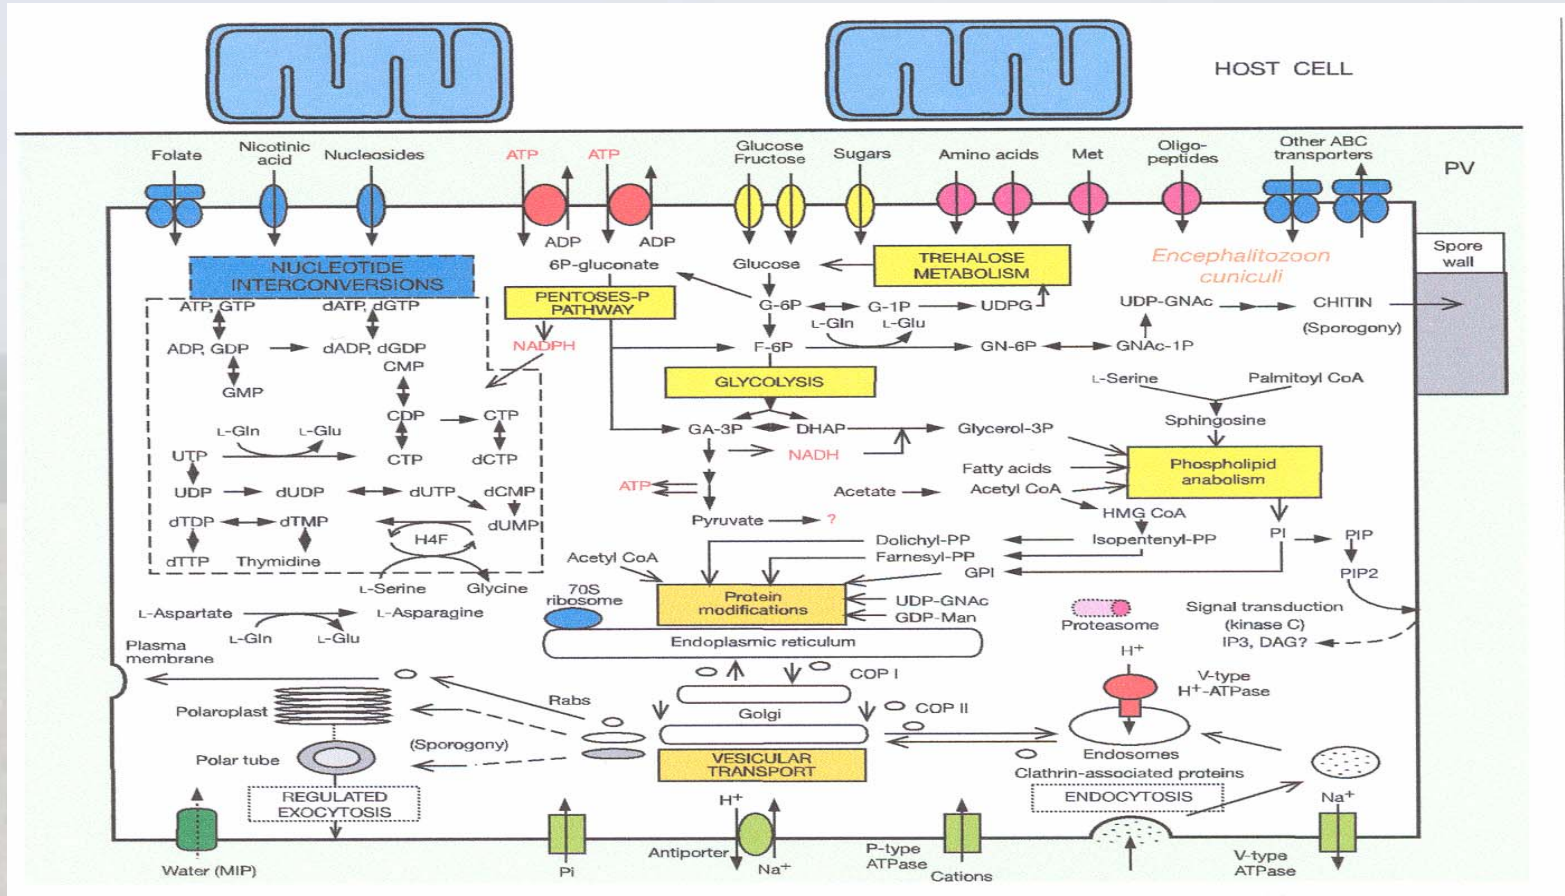 HOST CELL
Folate
Nicotinic
acid
Nucleosides
ATP
ATP
Glucose
Fructose
Sugars
Amino acids
Met
Oligo-
peptides
Other ABC
transporters
PV
ADP
ADP
6P-gluconate
Glucose
TREHALOSE
METABOLISM
Encephalitozoon
cuniculi
Spore
wall
NUCLEOTIDE
INTERCONVERSIONS
PENTOSES-P
PATHWAY
G-6P
G-1P
UDPG
UDP-GNAc
CHITIN
(Sporogony)
ATP, GTP
dATP, dGTP
L-Gln
L-Glu
ADP, GDP
dADP, dGDP
NADPH
F-6P
GN-6P
GNAc-1P
CMP
GMP
GLYCOLYSIS
L-Serine
Palmitoyl CoA
CDP
CTP
Sphingosine
L-Gln
L-Glu
GA-3P
DHAP
Glycerol-3P
UTP
CTP
dCTP
NADH
Phospholipid
anabolism
Fatty acids
UDP
dUDP
dUTP
dCMP
ATP
Acetate
Acetyl CoA
HMG CoA
dTDP
dTMP
dUMP
Pyruvate
?
H4F
Dolichyl-PP
Isopentenyl-PP
PI
PIP
dTTP
Thymidine
Acetyl CoA
Farnesyl-PP
GPI
PIP2
L-Serine
Glycine
70S
ribosome
Protein
modifications
UDP-GNAc
GDP-Man
L-Aspartate
L-Asparagine
L-Gln
L-Glu
Proteasome
Signal transduction
(kinase C)
IP3, DAG?
Endoplasmic reticulum
Plasma
membrane
H+
COP I
V-type
H+-ATPase
Rabs
Golgi
COP II
Polaroplast
(Sporogony)
Polar tube
VESICULAR
TRANSPORT
Endosomes
Clathrin-associated proteins
REGULATED
EXOCYTOSIS
ENDOCYTOSIS
H+
Na+
Water (MIP)
Pi
Antiporter
Na+
P-type
ATPase
Cations
V-type
ATPase